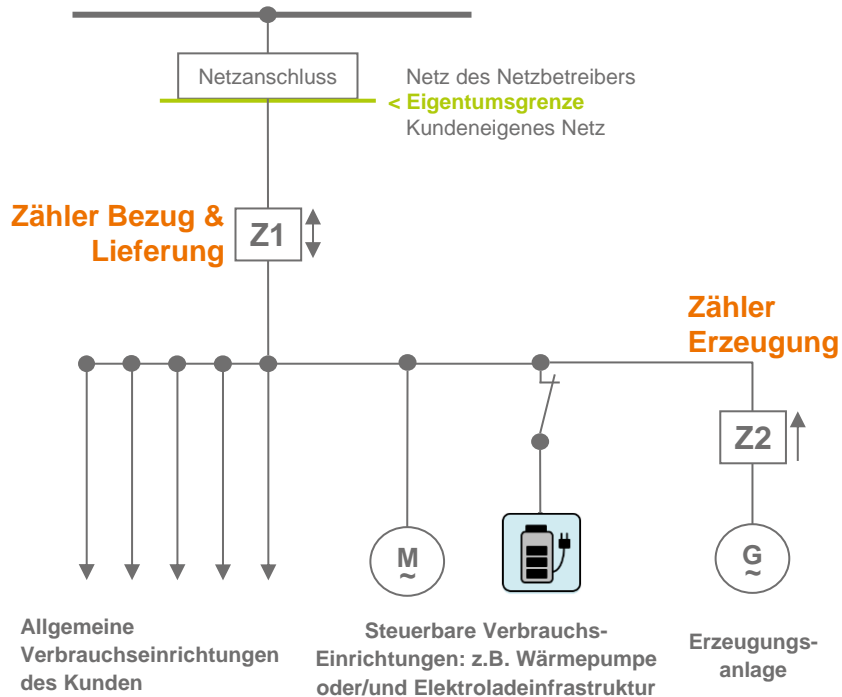 Netzanschluss
Netz des Netzbetreibers
< Eigentumsgrenze
Kundeneigenes Netz
Zähler Bezug &
Lieferung
Z1
Zähler
Erzeugung
Z2
M
~
G
~
Allgemeine
Verbrauchseinrichtungen
des Kunden
Steuerbare Verbrauchs-
Einrichtungen: z.B. Wärmepumpe
oder/und Elektroladeinfrastruktur
Erzeugungs-
anlage